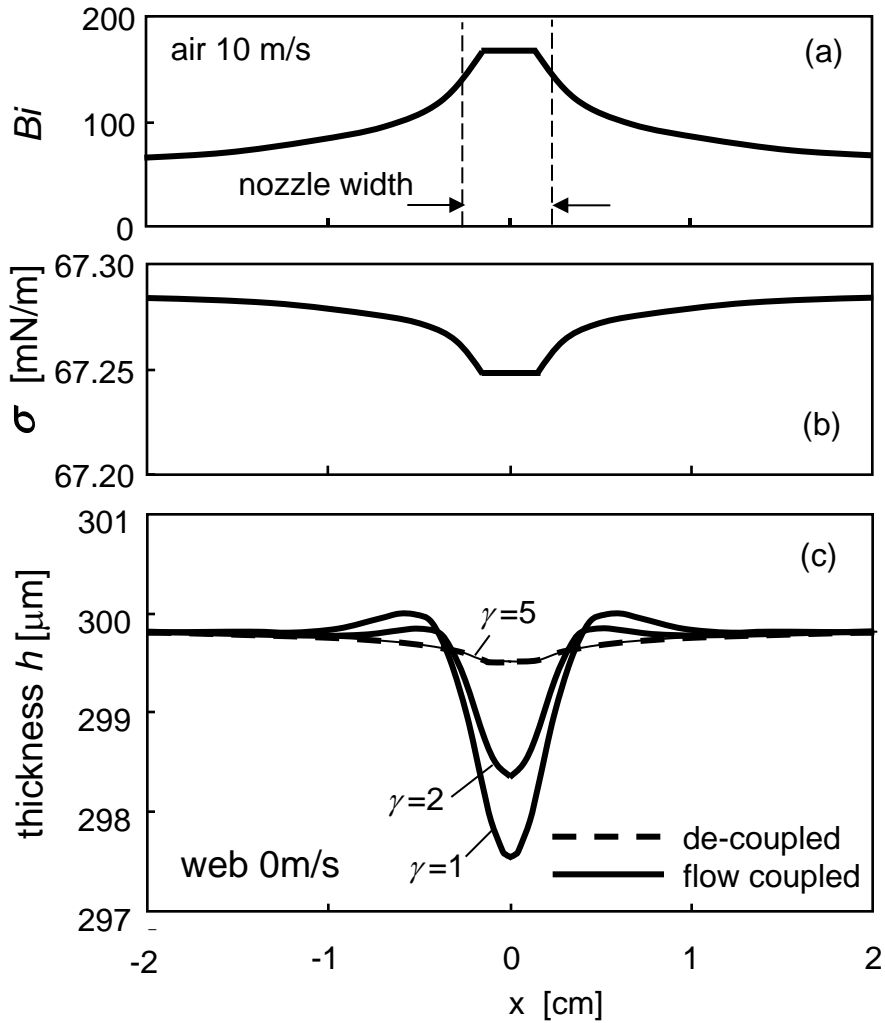 200
air 10 m/s
(a)
Bi
100
nozzle width
0
67.30
σ [mN/m]
67.25
(b)
67.20
301
(c)
thickness h [μm]
300
γ=5
299
γ=2
298
γ=1
de-coupled
web 0m/s
flow coupled
297
-2
-1
0
1
2
x [cm]